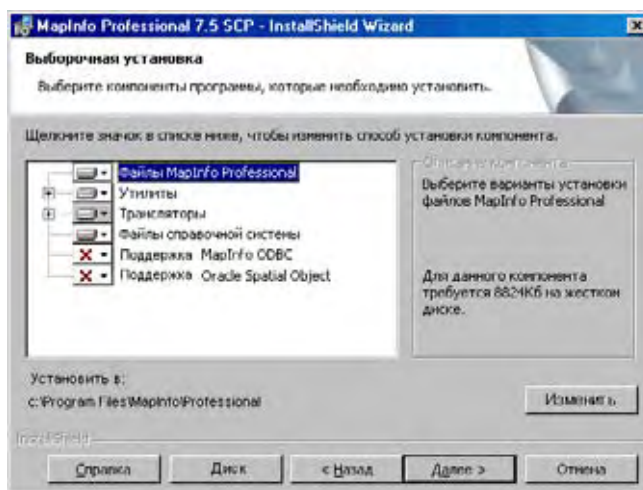 MapInfo Professional 7.5 SCP - InstallShield Wizard
Выборочная установка
Выберите компоненты программы, которые необходимо установить.
Щелкните значок в списке ниже, чтобы изменить способ установки компонента.
Файлы MapInfo Professional
Утилиты
Трансляторы
Файлы справочной системы
Поддержка MapInfo ODBC
Поддержка Oracle Spatial Object
Описание компонента
Выберите варианты установки
файлов MapInfo Professional
Для данного компонента
требуется 8824Кб на жестком
диске.
Установить в:
c:\Program Files\MapInfo\Professional
Изменить
InstallShield
Справка
Диск
< Назад
Далее >
Отмена